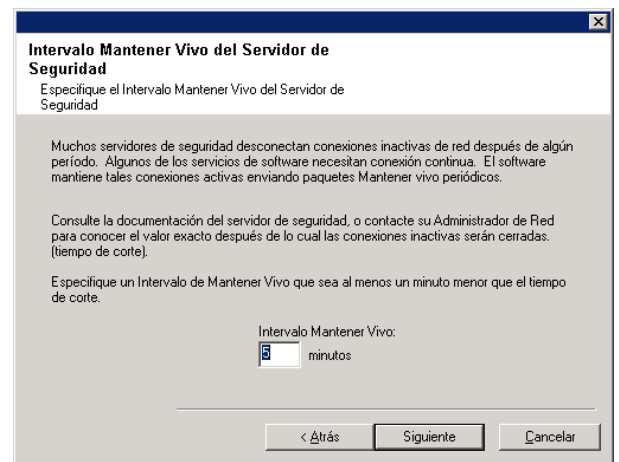 Intervalo Mantener Vivo del Servidor de
Seguridad
Especifique el Intervalo Mantener Vivo del Servidor de
Seguridad
Muchos servidores de seguridad desconectan conexiones inactivas de red después de algún
período. Algunos de los servicios de software necesitan conexión continua. El software
mantiene tales conexiones activas enviando paquetes Mantener vivo periódicos.
Consulte la documentación del servidor de seguridad, o contacte su Administrador de Red
para conocer el valor exacto después de lo cual las conexiones inactivas serán cerradas.
(tiempo de corte).
Especifique un Intervalo de Mantener Vivo que sea al menos un minuto menor que el tiempo
de corte.
Intervalo Mantener Vivo:
5 minutos
< Atrás Siguiente Cancelar